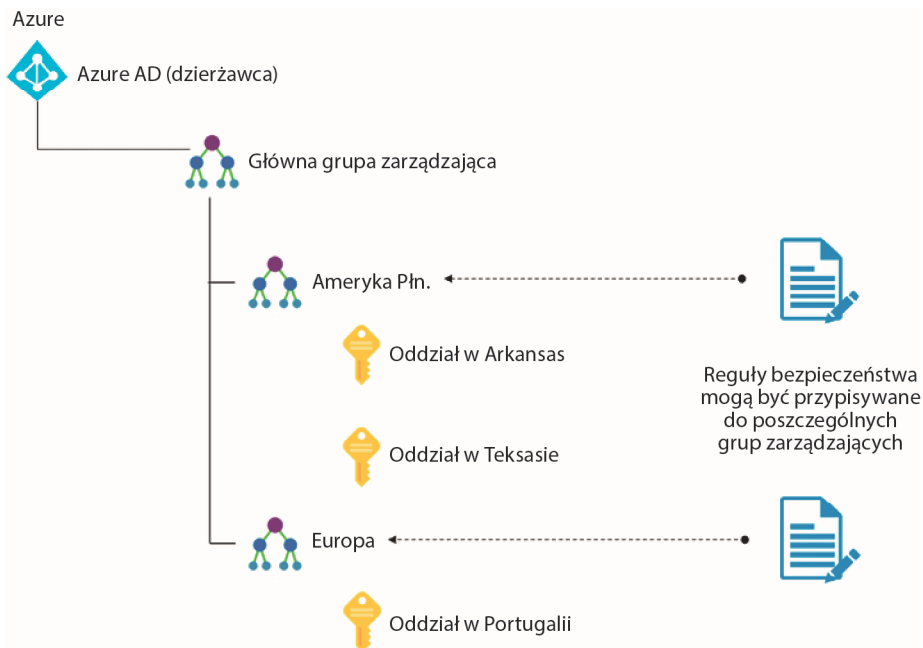 Azure
Azure AD (dzierżawca)
Główna grupa zarządzająca
Ameryka Płn.
Oddział w Arkansas
Reguły bezpieczeństwa
mogą być przypisywane
do poszczególnych
grup zarządzających
Oddział w Teksasie
Europa
Oddział w Portugalii